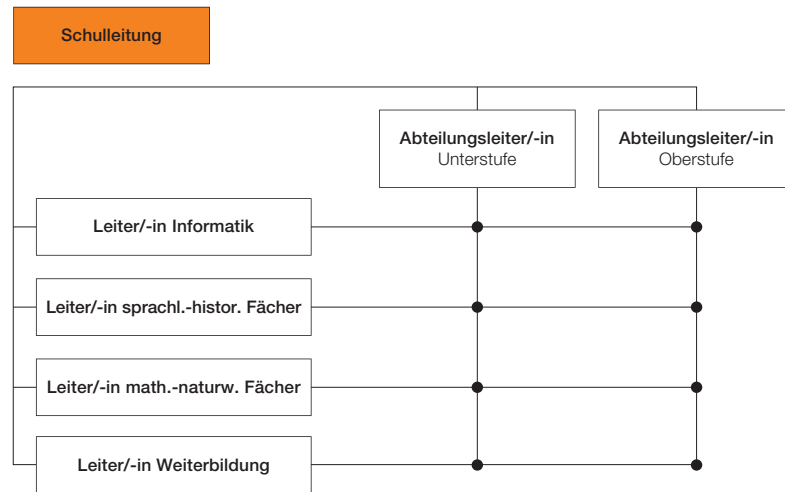 Schulleitung
Abteilungsleiter/-in
Unterstufe
Abteilungsleiter/-in
Oberstufe
Leiter/-in Informatik
Leiter/-in sprachl.-histor. Fächer
Leiter/-in math.-naturw. Fächer
Leiter/-in Weiterbildung